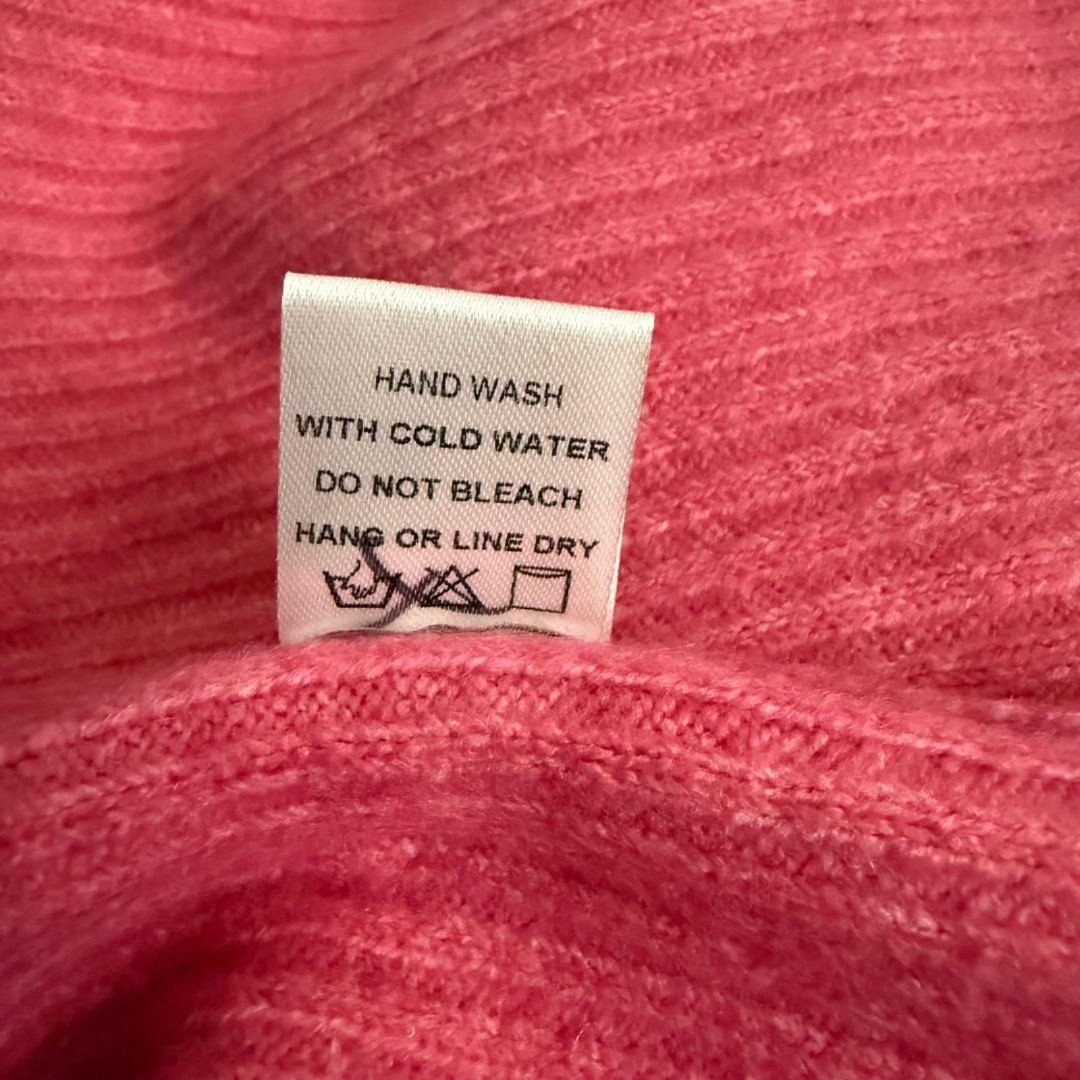 HAND WASH
WITH COLD WATER
DO NOT BLEACH
HANG OR LINE DRY